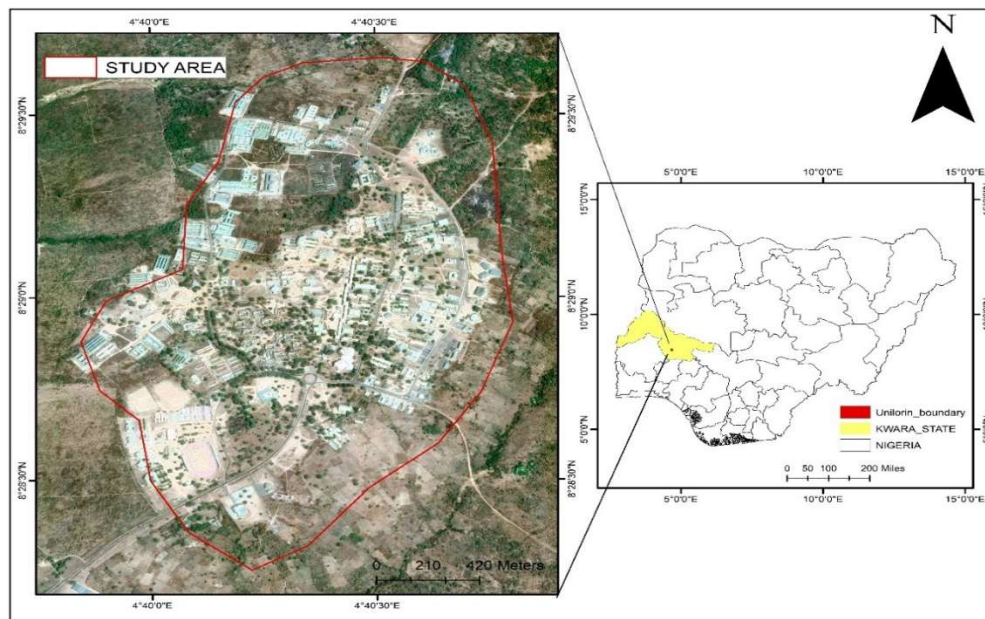 4°40'0"E
4°40'30"E
STUDY AREA
8°29'30"N
8°29'30"N
8°29'0"N
8°29'0"N
8°28'30"N
8°28'30"N
0 210 420 Meters
4°40'0"E
4°40'30"E
N
5°0'0"E
10°0'0"E
15°0'0"E
15°0'0"N
10°0'0"N
5°0'0"N
Unilorin_boundary
KWARA_STATE
NIGERIA
0 50 100 200 Miles
5°0'0"E
10°0'0"E
15°0'0"E